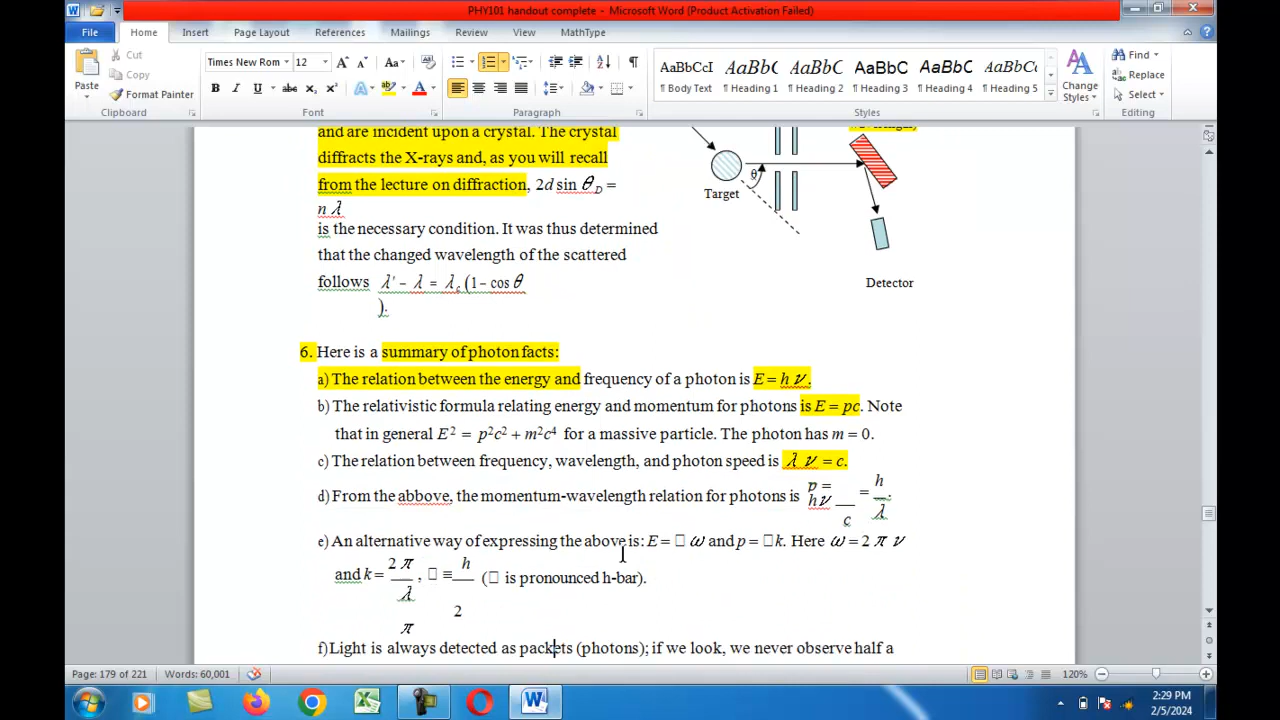 PHY101 handout complete - Microsoft Word (Product Activation Failed)
File Home Insert Page Layout References Mailings Review View MathType
Cut
Copy
Format Painter
Paste
Clipboard
Times New Rom 12
Font
Paragraph
AaBbCcI AaBbC AaBbCc AaBbC AaBbCc AaBbCc
¶ Body Text ¶ Heading 1 ¶ Heading 2 ¶ Heading 3 ¶ Heading 4 ¶ Heading 5
Styles
Change Styles
Find
Replace
Select
Editing
and are incident upon a crystal. The crystal
diffracts the X-rays and, as you will recall
from the lecture on diffraction, 2d sin θD =
n λ
is the necessary condition. It was thus determined
that the changed wavelength of the scattered
follows λ' − λ = λc (1− cos θ
).
Target
θ
Detector
6. Here is a summary of photon facts:
a) The relation between the energy and frequency of a photon is E = h ν.
b) The relativistic formula relating energy and momentum for photons is E = pc. Note
that in general E² = p²c² + m²c⁴ for a massive particle. The photon has m = 0.
c) The relation between frequency, wavelength, and photon speed is λ ν = c.
d) From the abbove, the momentum-wavelength relation for photons is p = hν / c = h / λ.
e) An alternative way of expressing the above is: E = □ ω and p = □k. Here ω = 2 π ν
and k = 2 π / λ , □ ≡ h (□ is pronounced h-bar).
2
π
f)Light is always detected as packets (photons); if we look, we never observe half a
Page: 179 of 221 Words: 60,001
120%
2:29 PM
2/5/2024